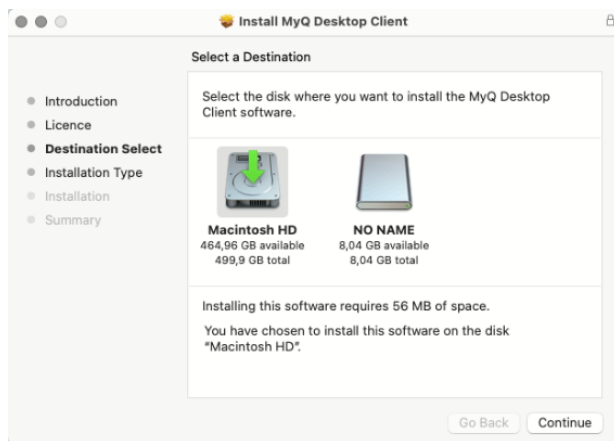 Install MyQ Desktop Client
Select a Destination
Introduction
Licence
Destination Select
Installation Type
Installation
Summary
Select the disk where you want to install the MyQ Desktop
Client software.
Macintosh HD
464,96 GB available
499,9 GB total
NO NAME
8,04 GB available
8,04 GB total
Installing this software requires 56 MB of space.
You have chosen to install this software on the disk
“Macintosh HD”.
Go Back
Continue